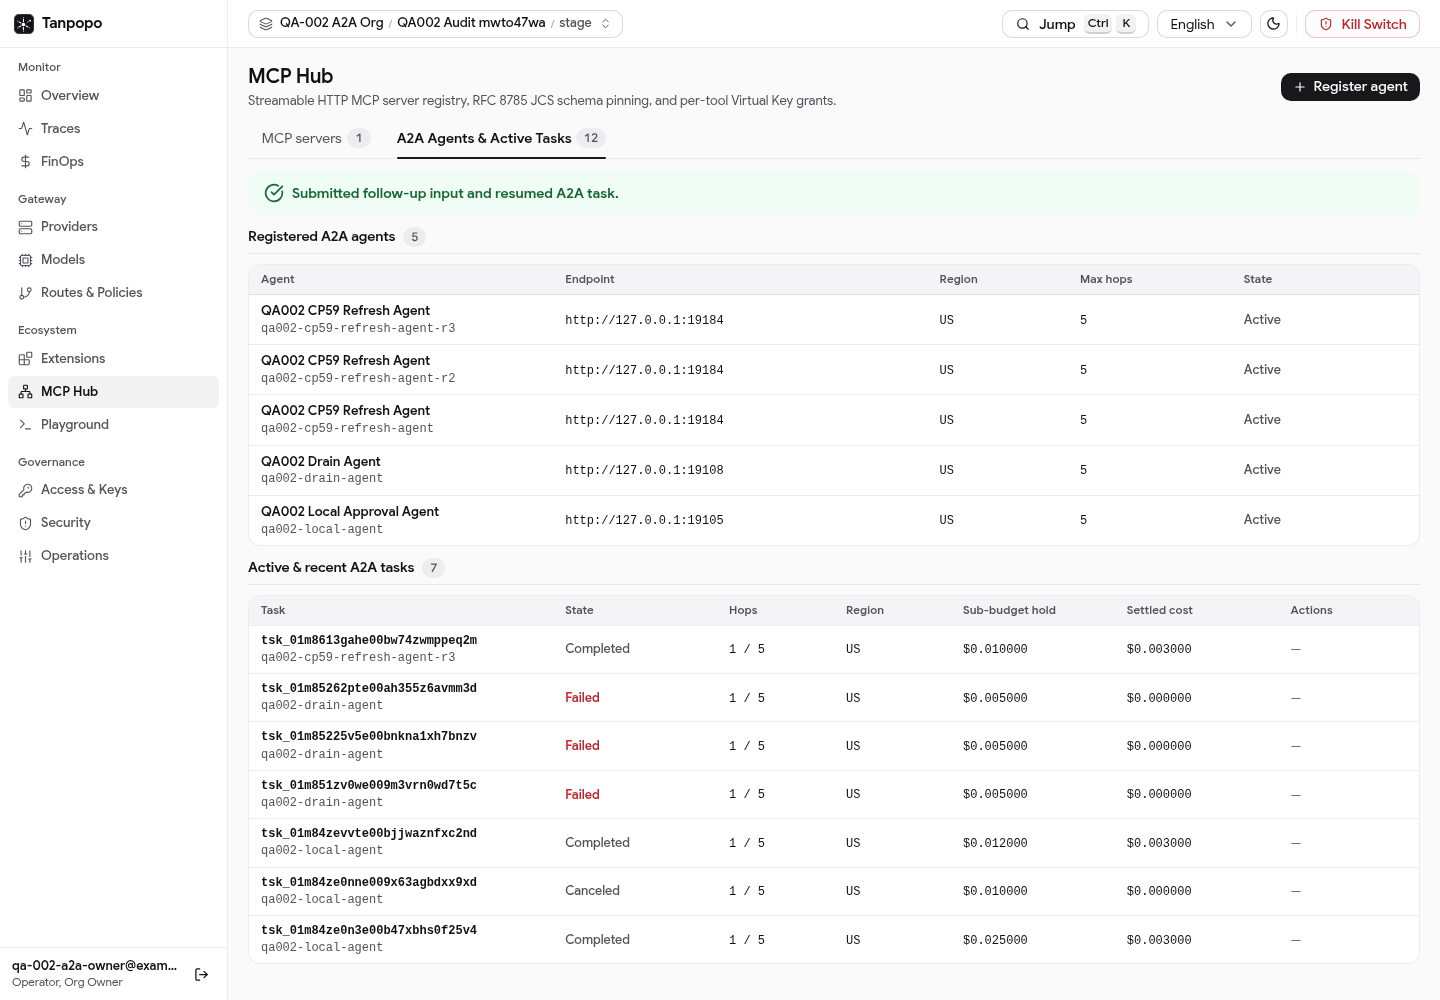 Tanpopo
QA-002 A2A Org / QA002 Audit mwto47wa / stage
Jump Ctrl K
English
Kill Switch
Monitor
Overview
Traces
FinOps
Gateway
Providers
Models
Routes & Policies
Ecosystem
Extensions
MCP Hub
Playground
Governance
Access & Keys
Security
Operations
qa-002-a2a-owner@exam...
Operator, Org Owner
MCP Hub
Streamable HTTP MCP server registry, RFC 8785 JCS schema pinning, and per-tool Virtual Key grants.
Register agent
MCP servers 1
A2A Agents & Active Tasks 12
Submitted follow-up input and resumed A2A task.
Registered A2A agents 5
Agent Endpoint Region Max hops State
QA002 CP59 Refresh Agent
qa002-cp59-refresh-agent-r3
http://127.0.0.1:19184 US 5 Active
QA002 CP59 Refresh Agent
qa002-cp59-refresh-agent-r2
http://127.0.0.1:19184 US 5 Active
QA002 CP59 Refresh Agent
qa002-cp59-refresh-agent
http://127.0.0.1:19184 US 5 Active
QA002 Drain Agent
qa002-drain-agent
http://127.0.0.1:19108 US 5 Active
QA002 Local Approval Agent
qa002-local-agent
http://127.0.0.1:19105 US 5 Active
Active & recent A2A tasks 7
Task State Hops Region Sub-budget hold Settled cost Actions
tsk_01m8613gahe00bw74zwmppeq2m
qa002-cp59-refresh-agent-r3
Completed 1 / 5 US $0.010000 $0.003000 —
tsk_01m85262pte00ah355z6avmm3d
qa002-drain-agent
Failed 1 / 5 US $0.005000 $0.000000 —
tsk_01m85225v5e00bnkna1xh7bnzv
qa002-drain-agent
Failed 1 / 5 US $0.005000 $0.000000 —
tsk_01m851zv0we009m3vrn0wd7t5c
qa002-drain-agent
Failed 1 / 5 US $0.005000 $0.000000 —
tsk_01m84zevvte00bjjwaznfxc2nd
qa002-local-agent
Completed 1 / 5 US $0.012000 $0.003000 —
tsk_01m84ze0nne009x63agbdxx9xd
qa002-local-agent
Canceled 1 / 5 US $0.010000 $0.000000 —
tsk_01m84ze0n3e00b47xbhs0f25v4
qa002-local-agent
Completed 1 / 5 US $0.025000 $0.003000 —